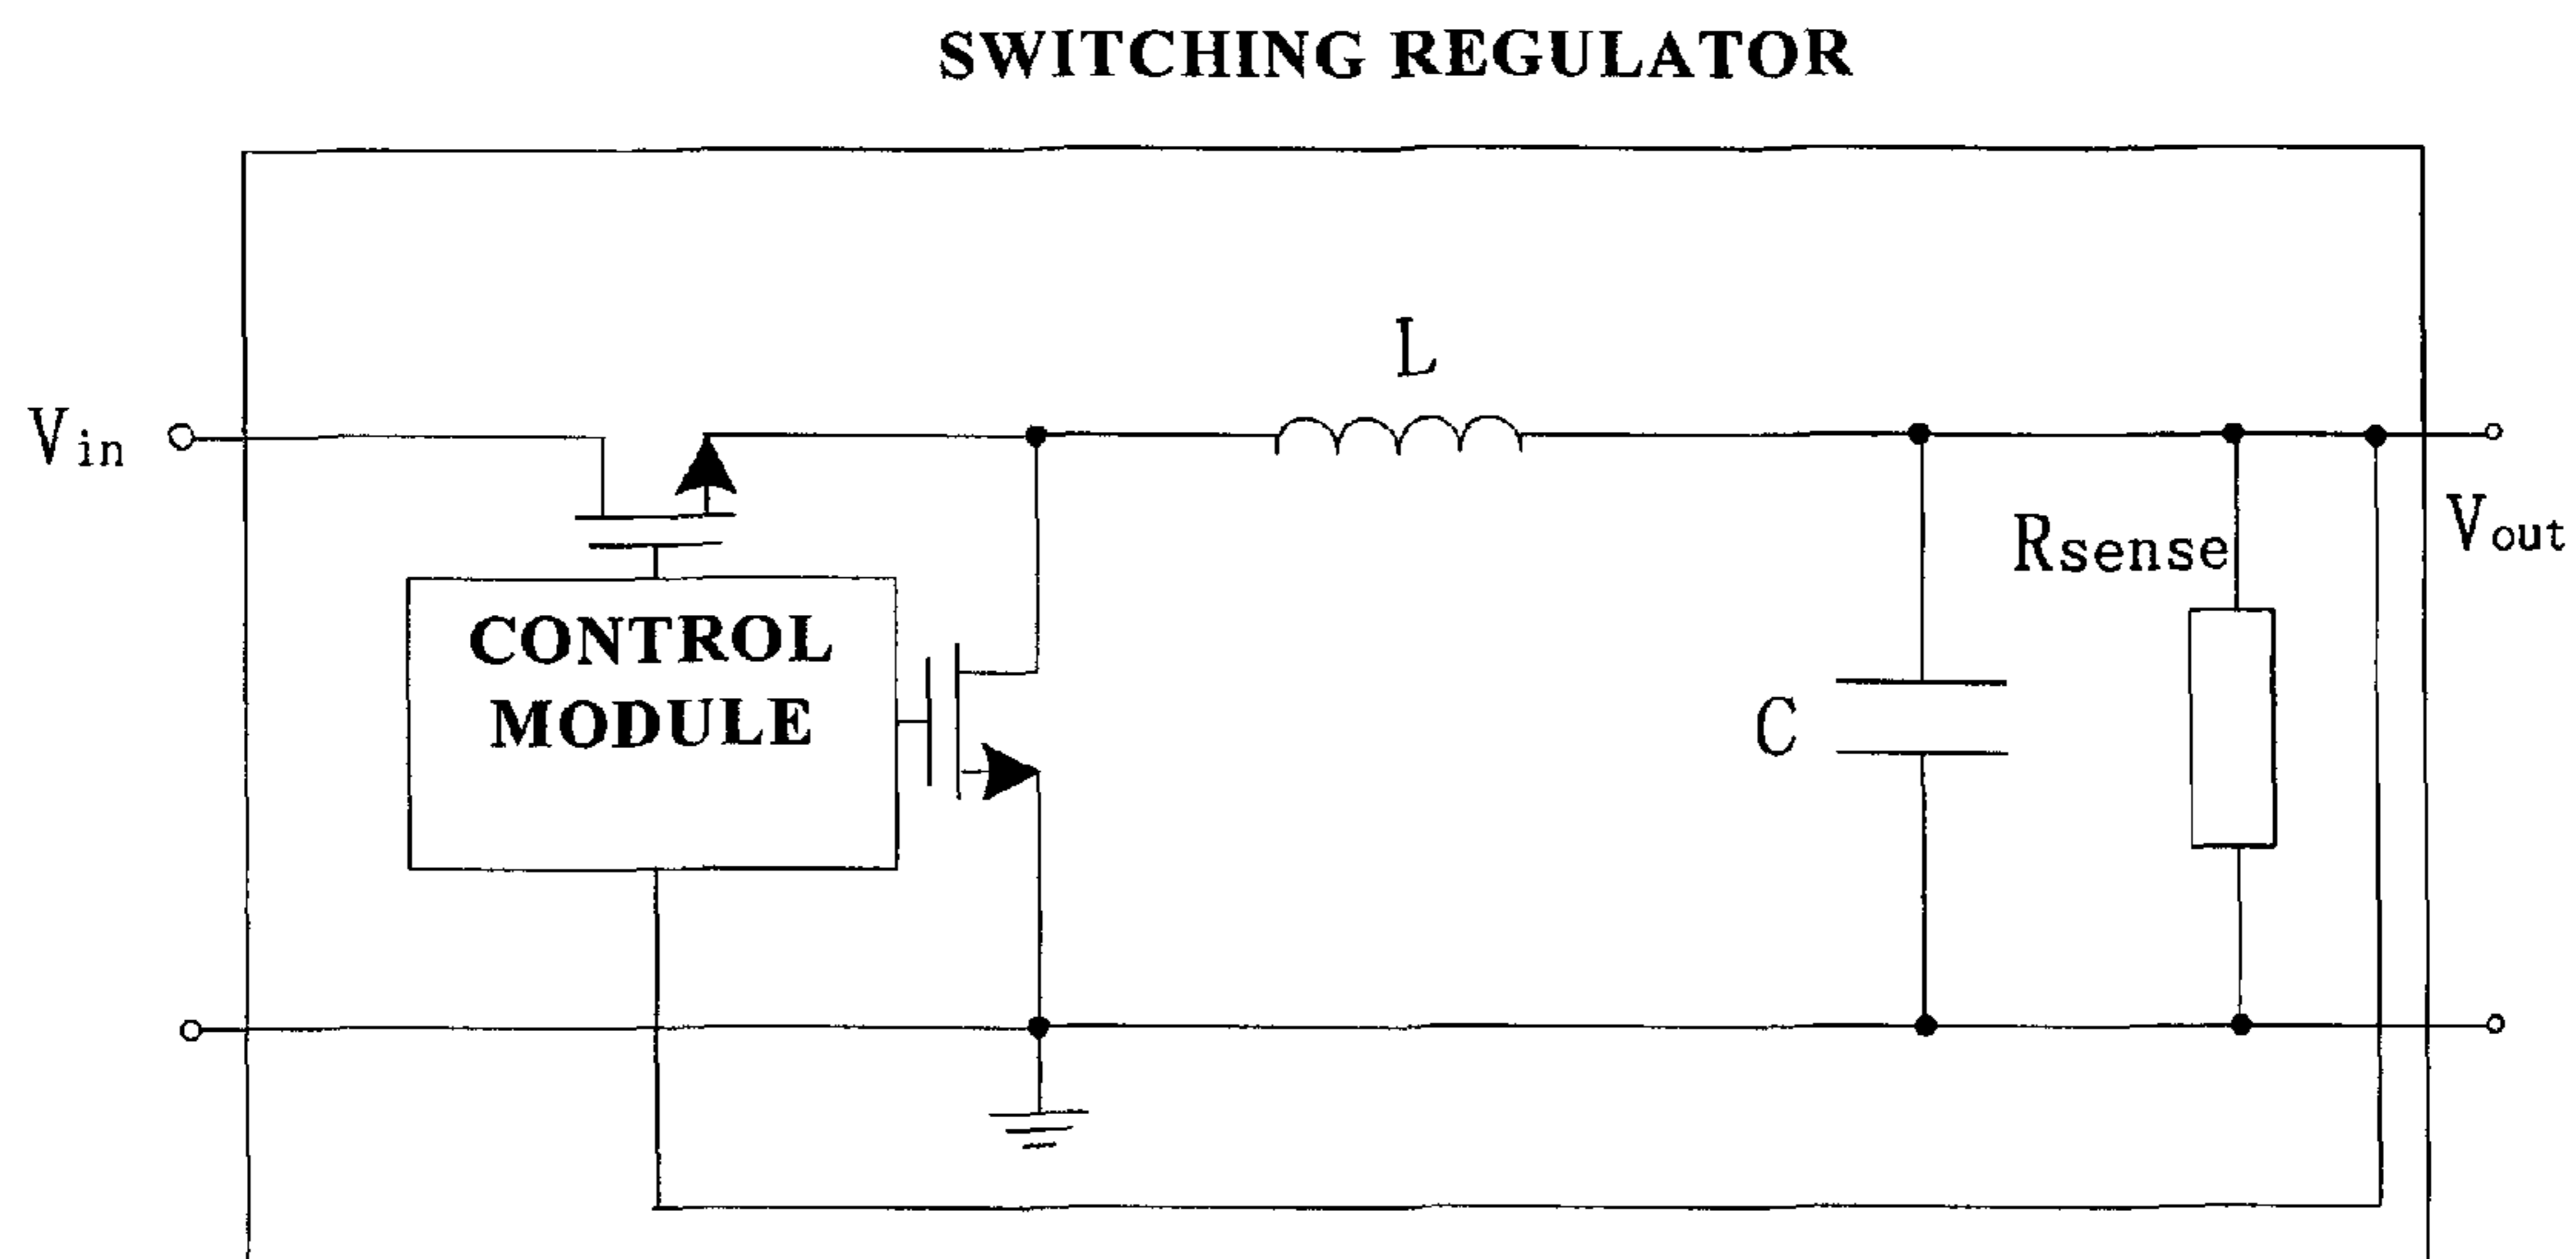 SWITCHING REGULATOR
L
Vin
Vout
Rsense
CONTROL
MODULE
C